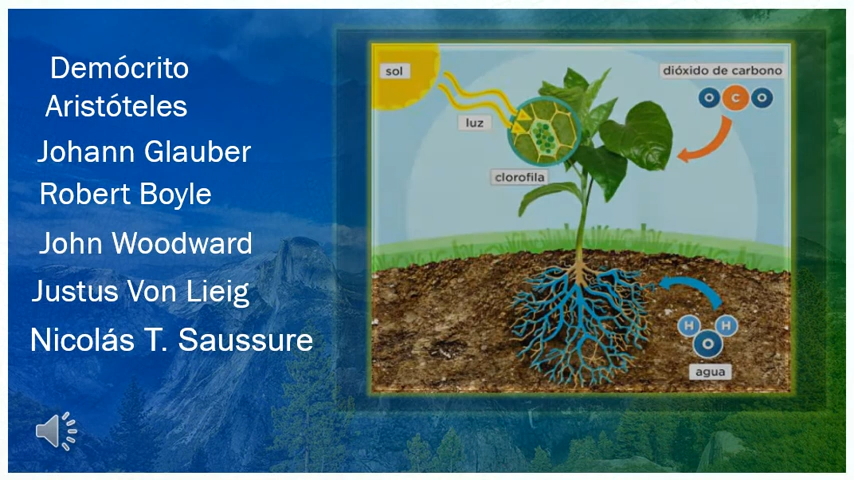 Demócrito
Aristóteles
Johann Glauber
Robert Boyle
John Woodward
Justus Von Lieig
Nicolás T. Saussure
sol
luz
clorofila
dióxido de carbono
O C O
H H
O
agua